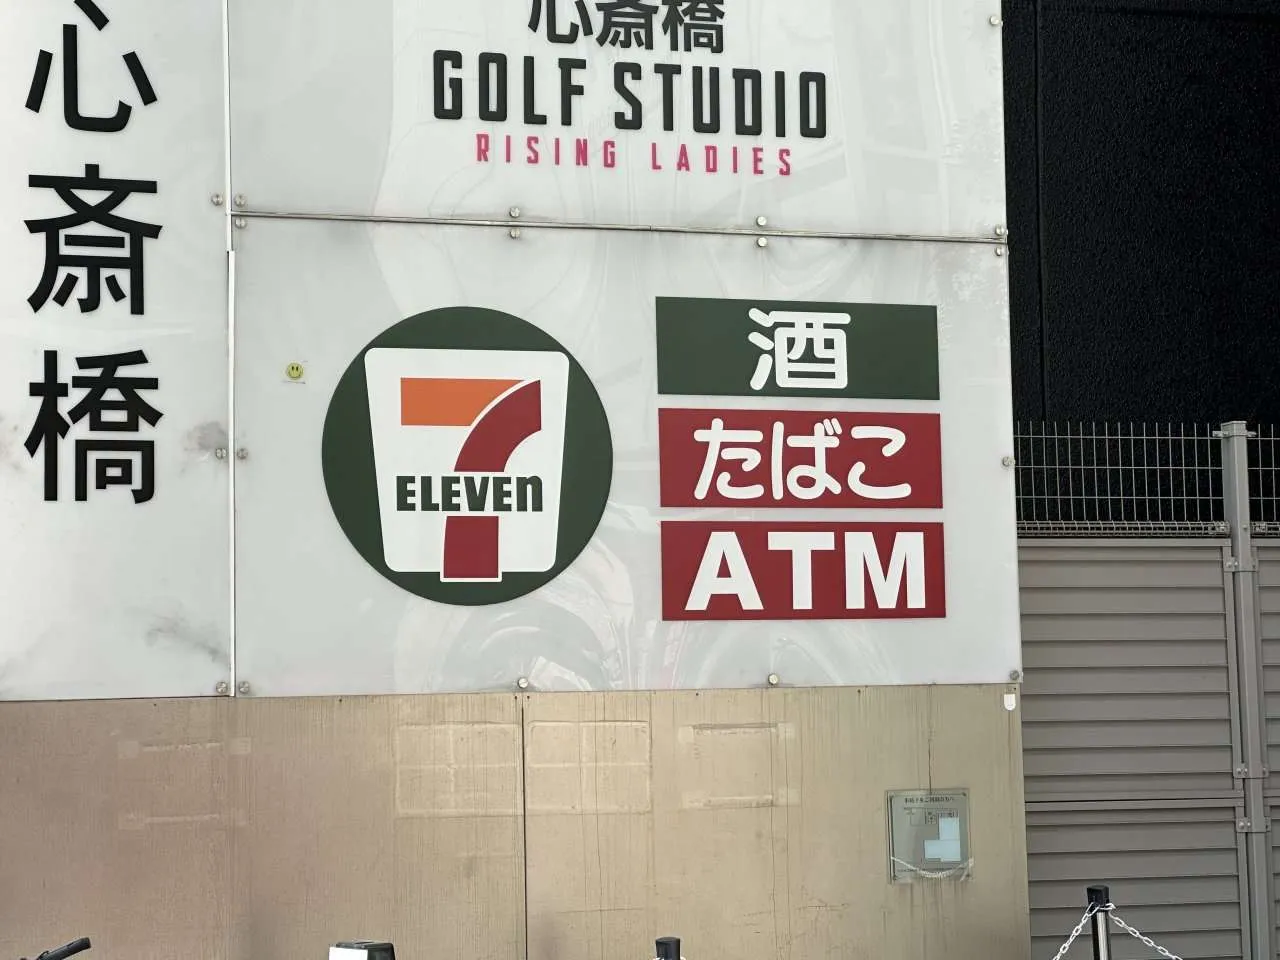 心斎橋
心斎橋
GOLF STUDIO
RISING LADIES
7
ELEVEn
酒
たばこ
ATM